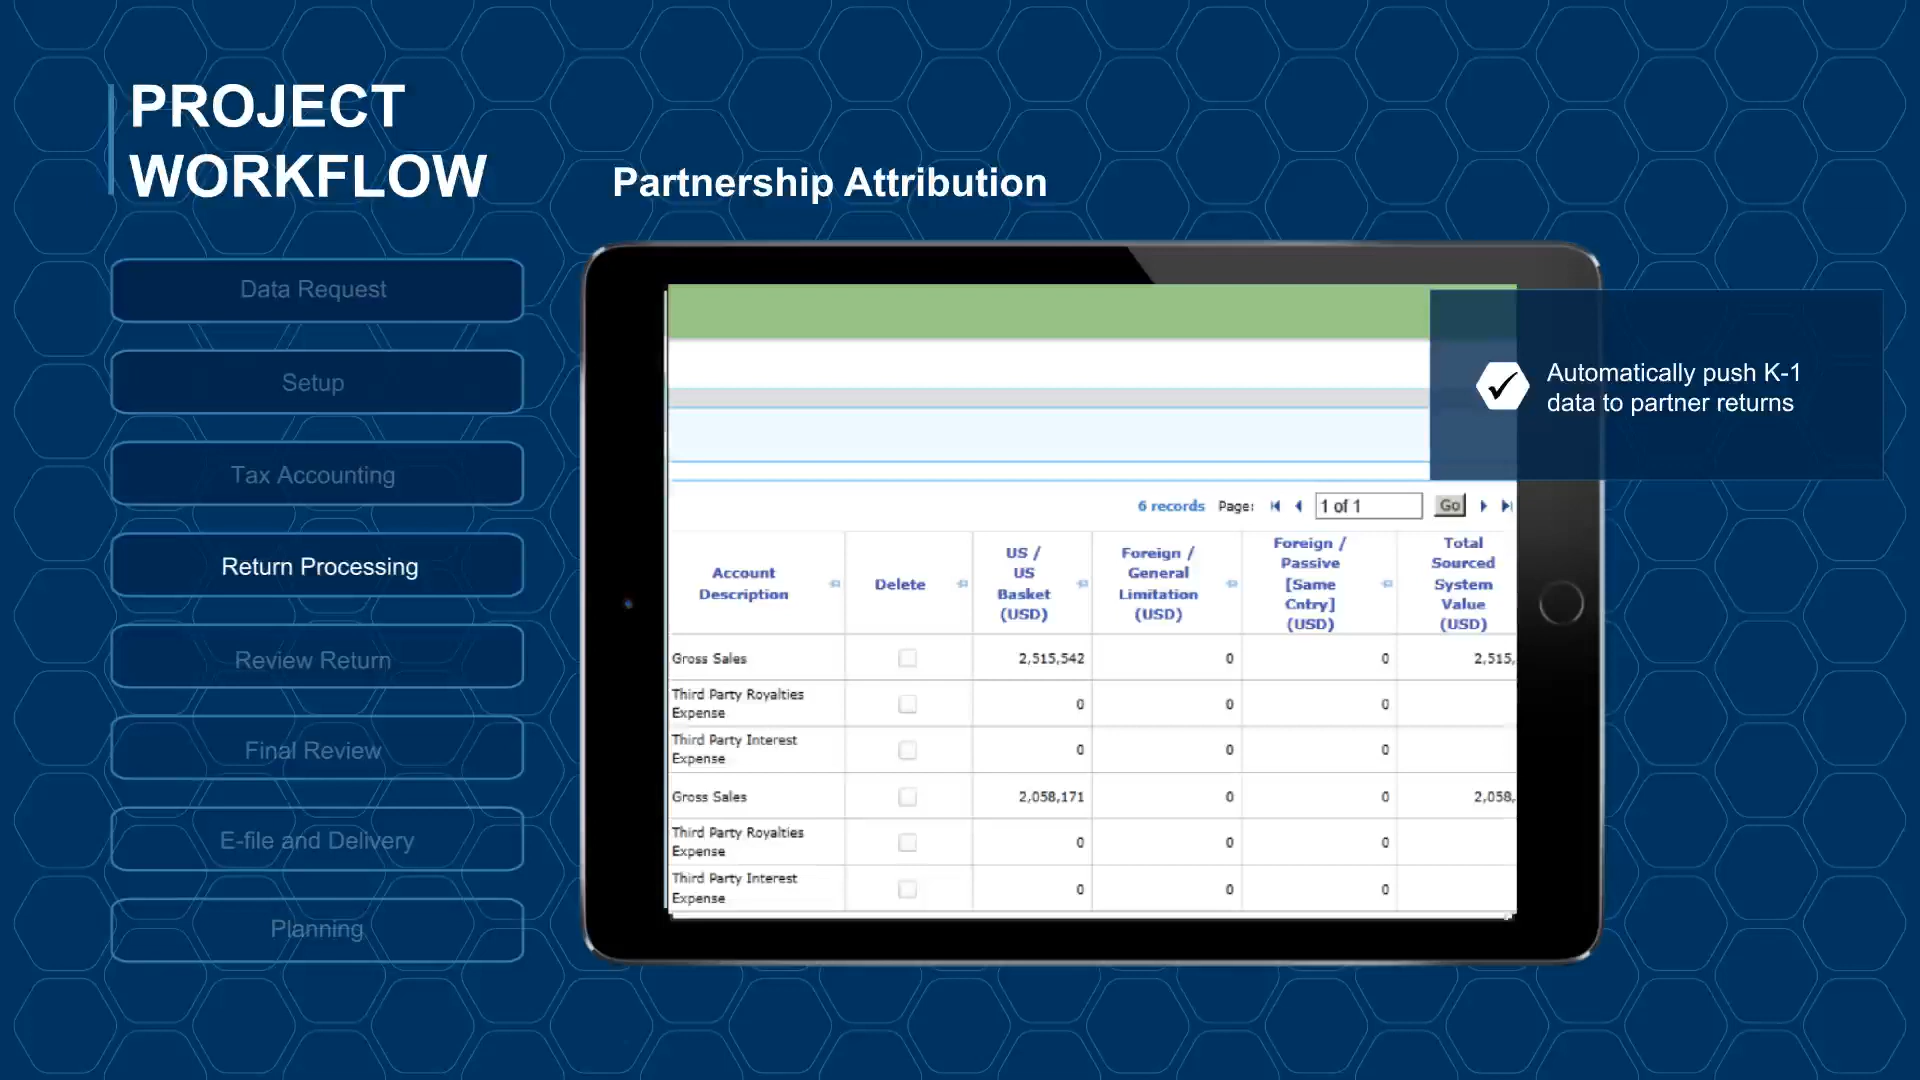 PROJECT
WORKFLOW
Partnership Attribution
Data Request
Setup
Tax Accounting
Return Processing
Review Return
Final Review
E-file and Delivery
Planning
Automatically push K-1
data to partner returns
6 records Page: 1 of 1 Go
Account Description Delete US / US Basket (USD) Foreign / General Limitation (USD) Foreign / Passive [Same Cntry] (USD) Total Sourced System Value (USD)
Gross Sales 2,515,542 0 0 2,515,
Third Party Royalties
Expense 0 0 0
Third Party Interest
Expense 0 0 0
Gross Sales 2,058,171 0 0 2,058,
Third Party Royalties
Expense 0 0 0
Third Party Interest
Expense 0 0 0